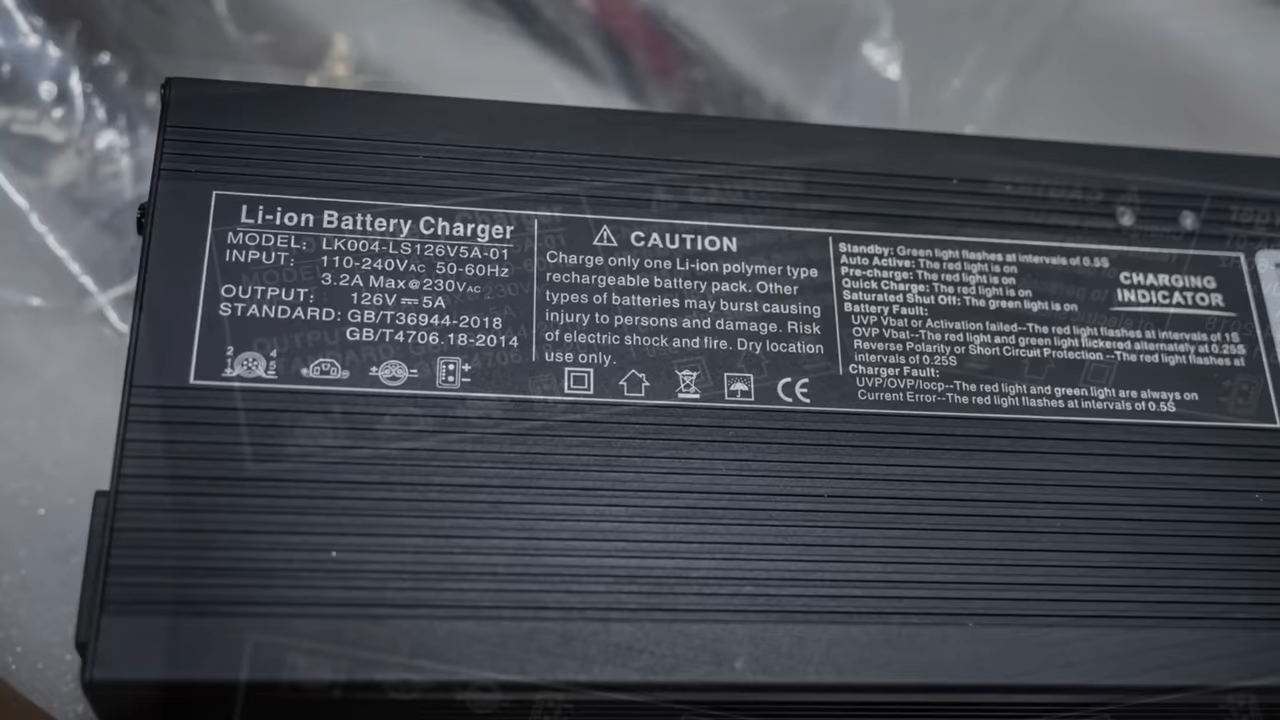 Li-ion Battery Charger
MODEL: LK004-LS126V5A-01
INPUT: 110-240VAC 50-60Hz
3.2A Max@230VAC
OUTPUT: 126V⎓5A
STANDARD: GB/T36944-2018
GB/T4706.18-2014
2 4
1 5
+ -
+ -
⚠ CAUTION
Charge only one Li-ion polymer type
rechargeable battery pack. Other
types of batteries may burst causing
injury to persons and damage. Risk
of electric shock and fire. Dry location
use only.
CE
Standby: Green light flashes at intervals of 0.5S
Auto Active: The red light is on
Pre-charge: The red light is on
Quick Charge: The red light is on
Saturated Shut Off: The green light is on
CHARGING
INDICATOR
Battery Fault:
UVP Vbat or Activation failed--The red light flashes at intervals of 1S
OVP Vbat--The red light and green light flickered alternately at 0.25S
Reverse Polarity or Short Circuit Protection --The red light flashes at
intervals of 0.25S
Charger Fault:
UVP/OVP/Iocp--The red light and green light are always on
Current Error--The red light flashes at intervals of 0.5S